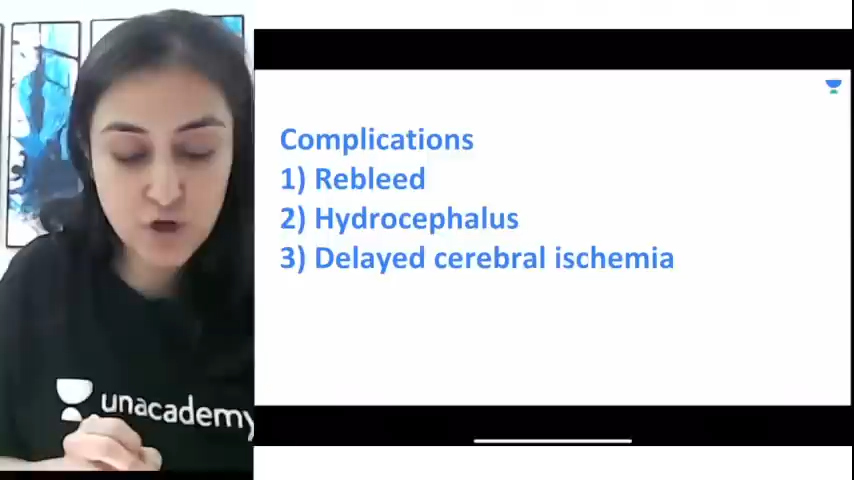 Complications
1) Rebleed
2) Hydrocephalus
3) Delayed cerebral ischemia
unacademy